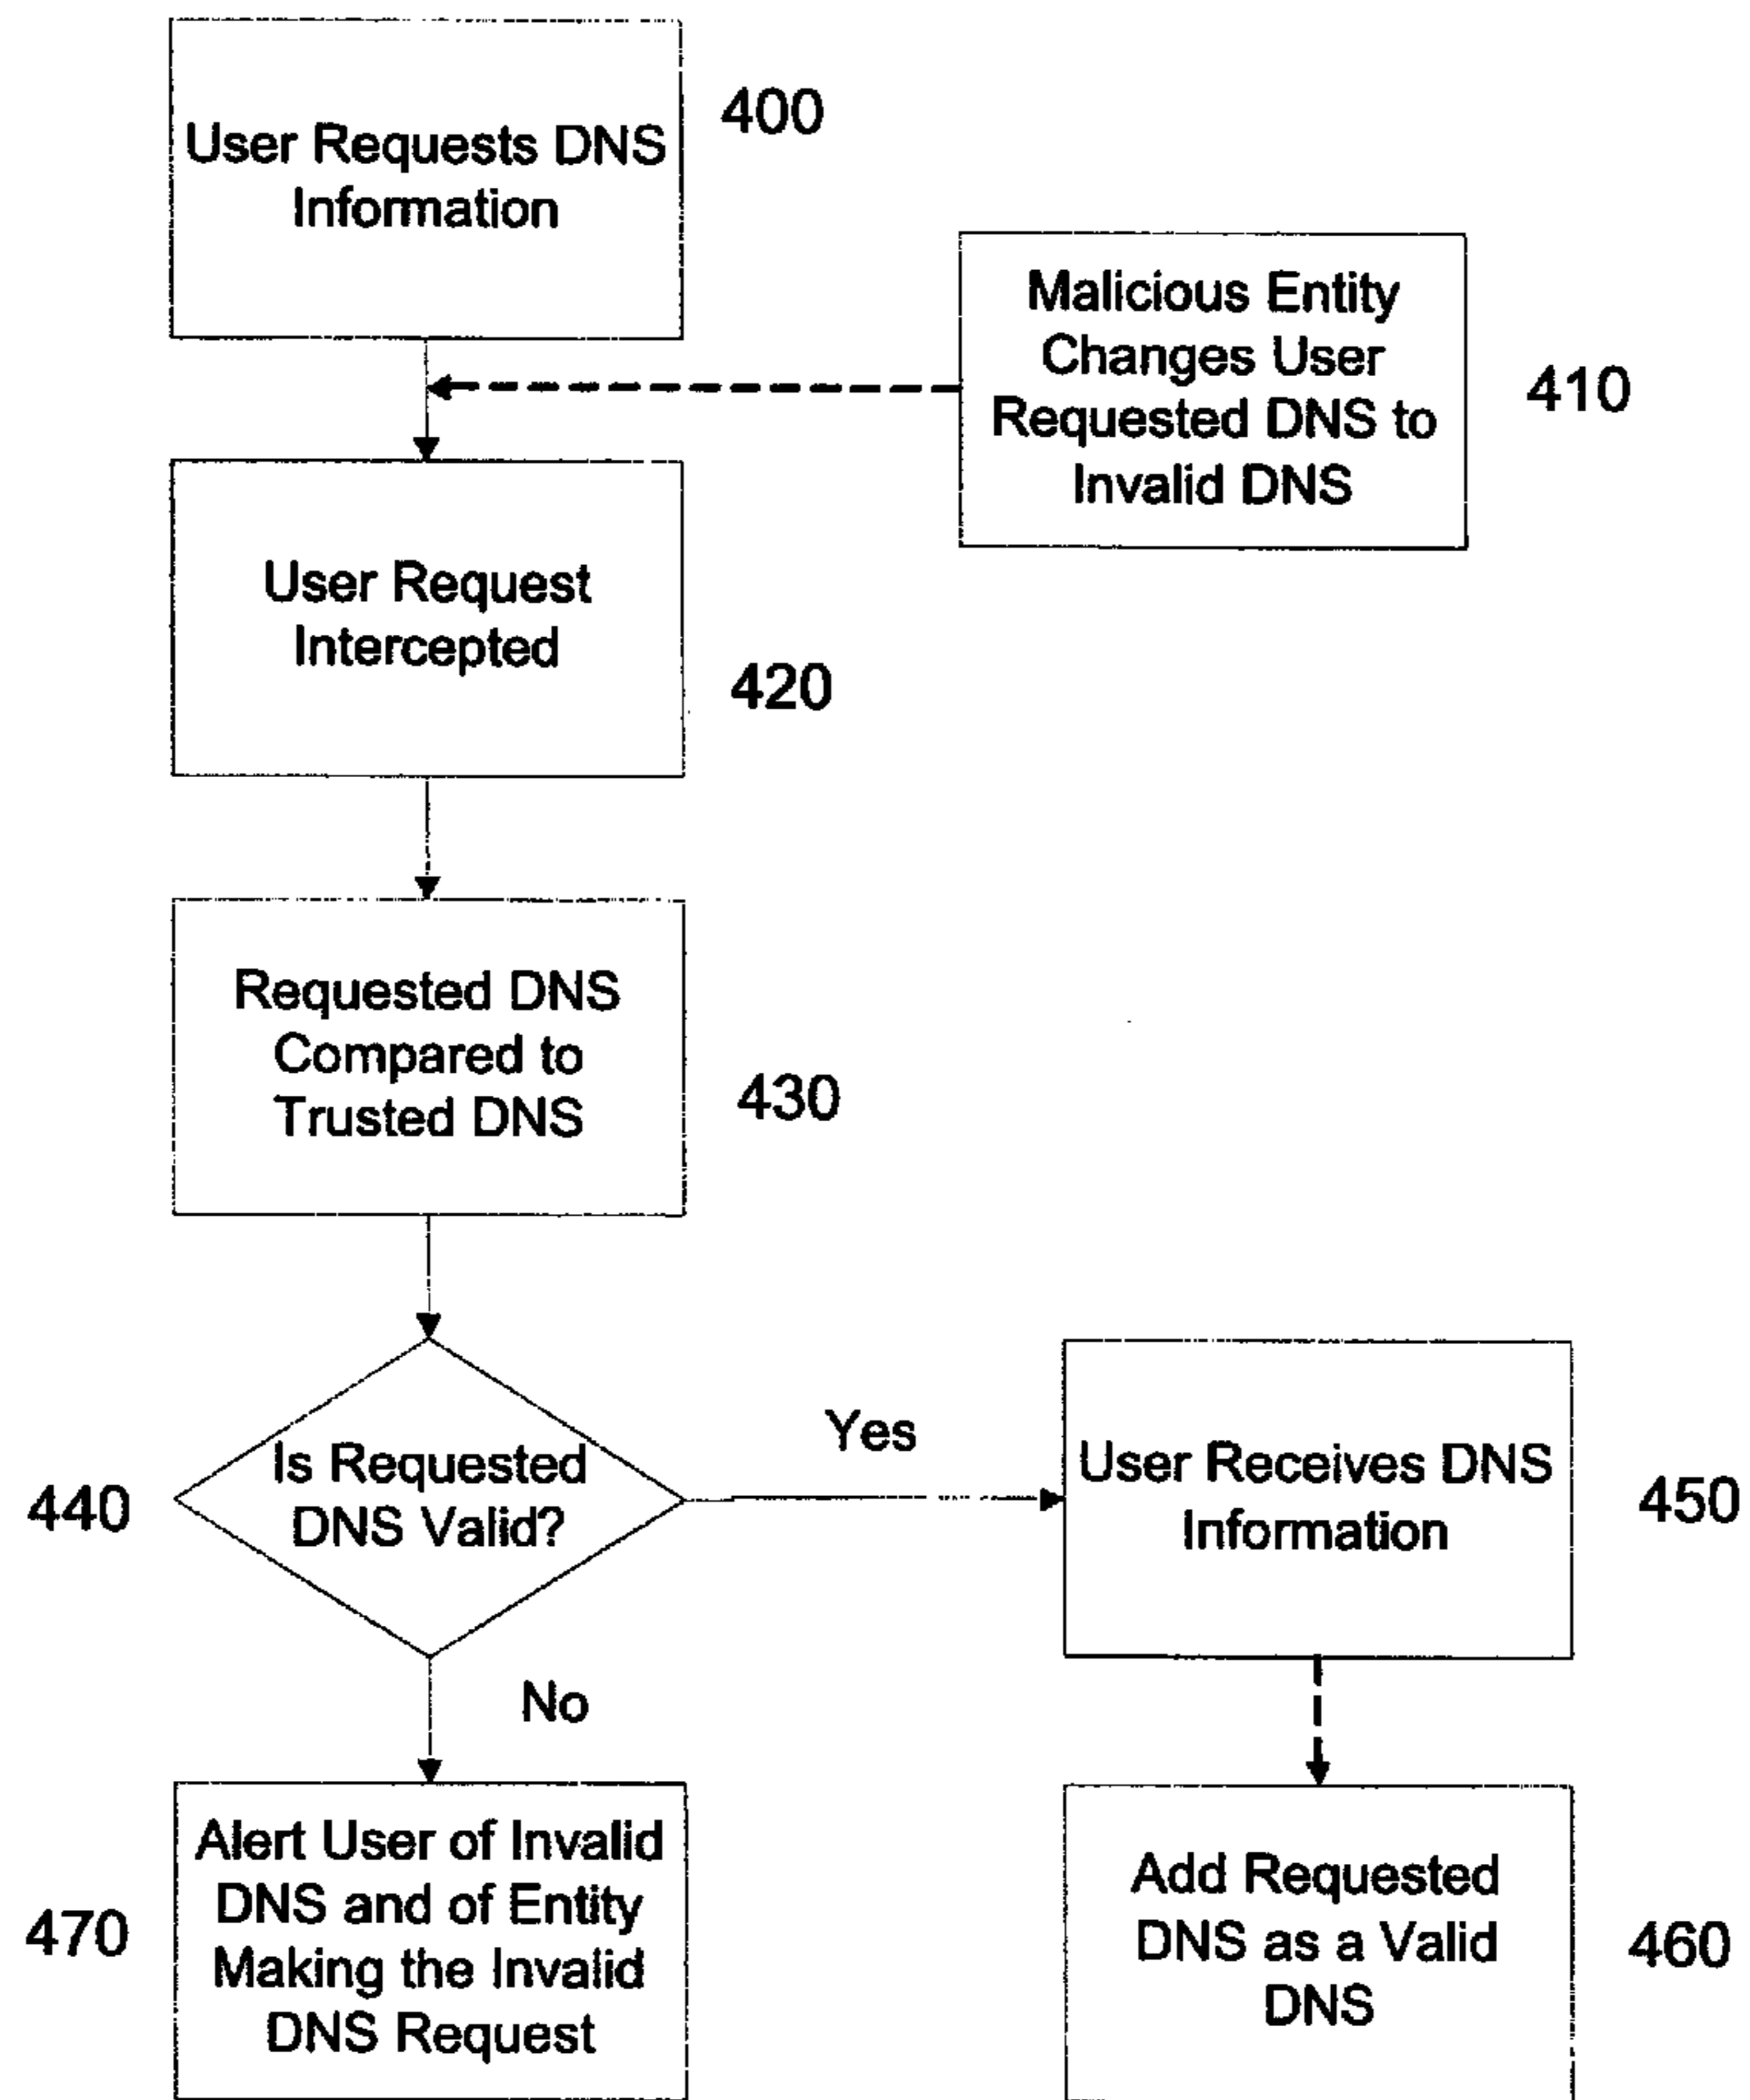 User Requests DNS
Information
400
Malicious Entity
Changes User
Requested DNS to
Invalid DNS
410
User Request
Intercepted
420
Requested DNS
Compared to
Trusted DNS
430
Is Requested
DNS Valid?
440
Yes
User Receives DNS
Information
450
No
Alert User of Invalid
DNS and of Entity
Making the Invalid
DNS Request
470
Add Requested
DNS as a Valid
DNS
460